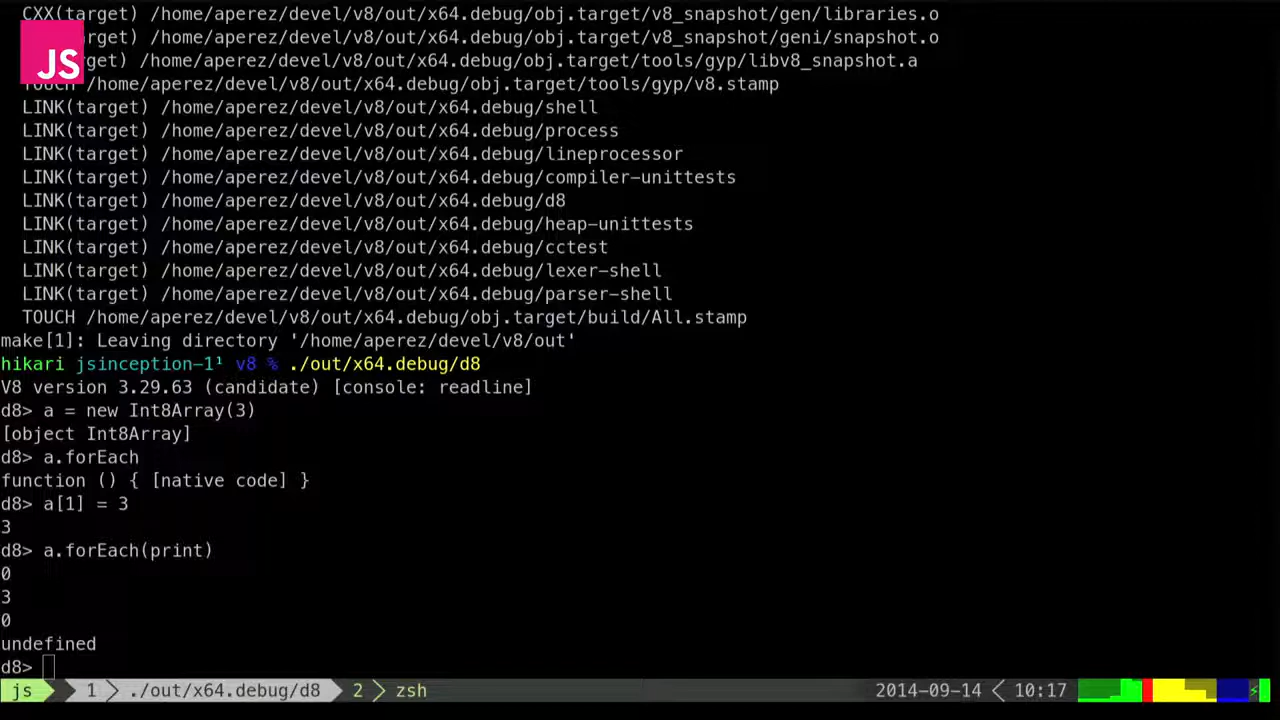 CXX(target) /home/aperez/devel/v8/out/x64.debug/obj.target/v8_snapshot/gen/libraries.o
rget) /home/aperez/devel/v8/out/x64.debug/obj.target/v8_snapshot/geni/snapshot.o
JS
get) /home/aperez/devel/v8/out/x64.debug/obj.target/tools/gyp/libv8_snapshot.a
TOUCH /home/aperez/devel/v8/out/x64.debug/obj.target/tools/gyp/v8.stamp
LINK(target) /home/aperez/devel/v8/out/x64.debug/shell
LINK(target) /home/aperez/devel/v8/out/x64.debug/process
LINK(target) /home/aperez/devel/v8/out/x64.debug/lineprocessor
LINK(target) /home/aperez/devel/v8/out/x64.debug/compiler-unittests
LINK(target) /home/aperez/devel/v8/out/x64.debug/d8
LINK(target) /home/aperez/devel/v8/out/x64.debug/heap-unittests
LINK(target) /home/aperez/devel/v8/out/x64.debug/cctest
LINK(target) /home/aperez/devel/v8/out/x64.debug/lexer-shell
LINK(target) /home/aperez/devel/v8/out/x64.debug/parser-shell
TOUCH /home/aperez/devel/v8/out/x64.debug/obj.target/build/All.stamp
make[1]: Leaving directory '/home/aperez/devel/v8/out'
hikari jsinception-1¹ v8 % ./out/x64.debug/d8
V8 version 3.29.63 (candidate) [console: readline]
d8> a = new Int8Array(3)
[object Int8Array]
d8> a.forEach
function () { [native code] }
d8> a[1] = 3
3
d8> a.forEach(print)
0
3
0
undefined
d8>
js 1 ./out/x64.debug/d8 2 zsh 2014-09-14 10:17